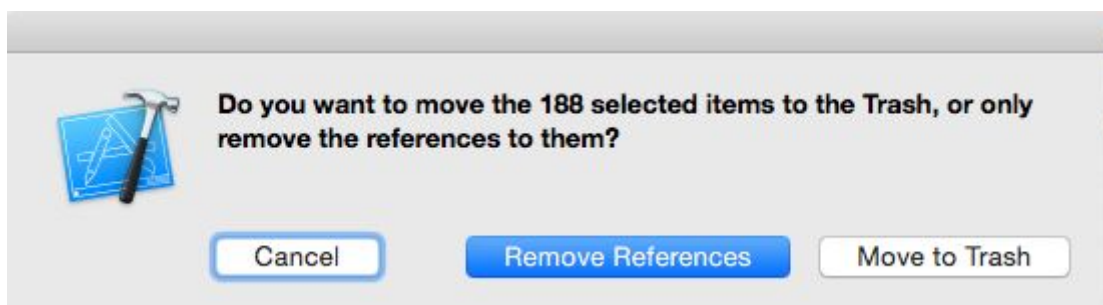 Do you want to move the 188 selected items to the Trash, or only
remove the references to them?
Cancel Remove References Move to Trash